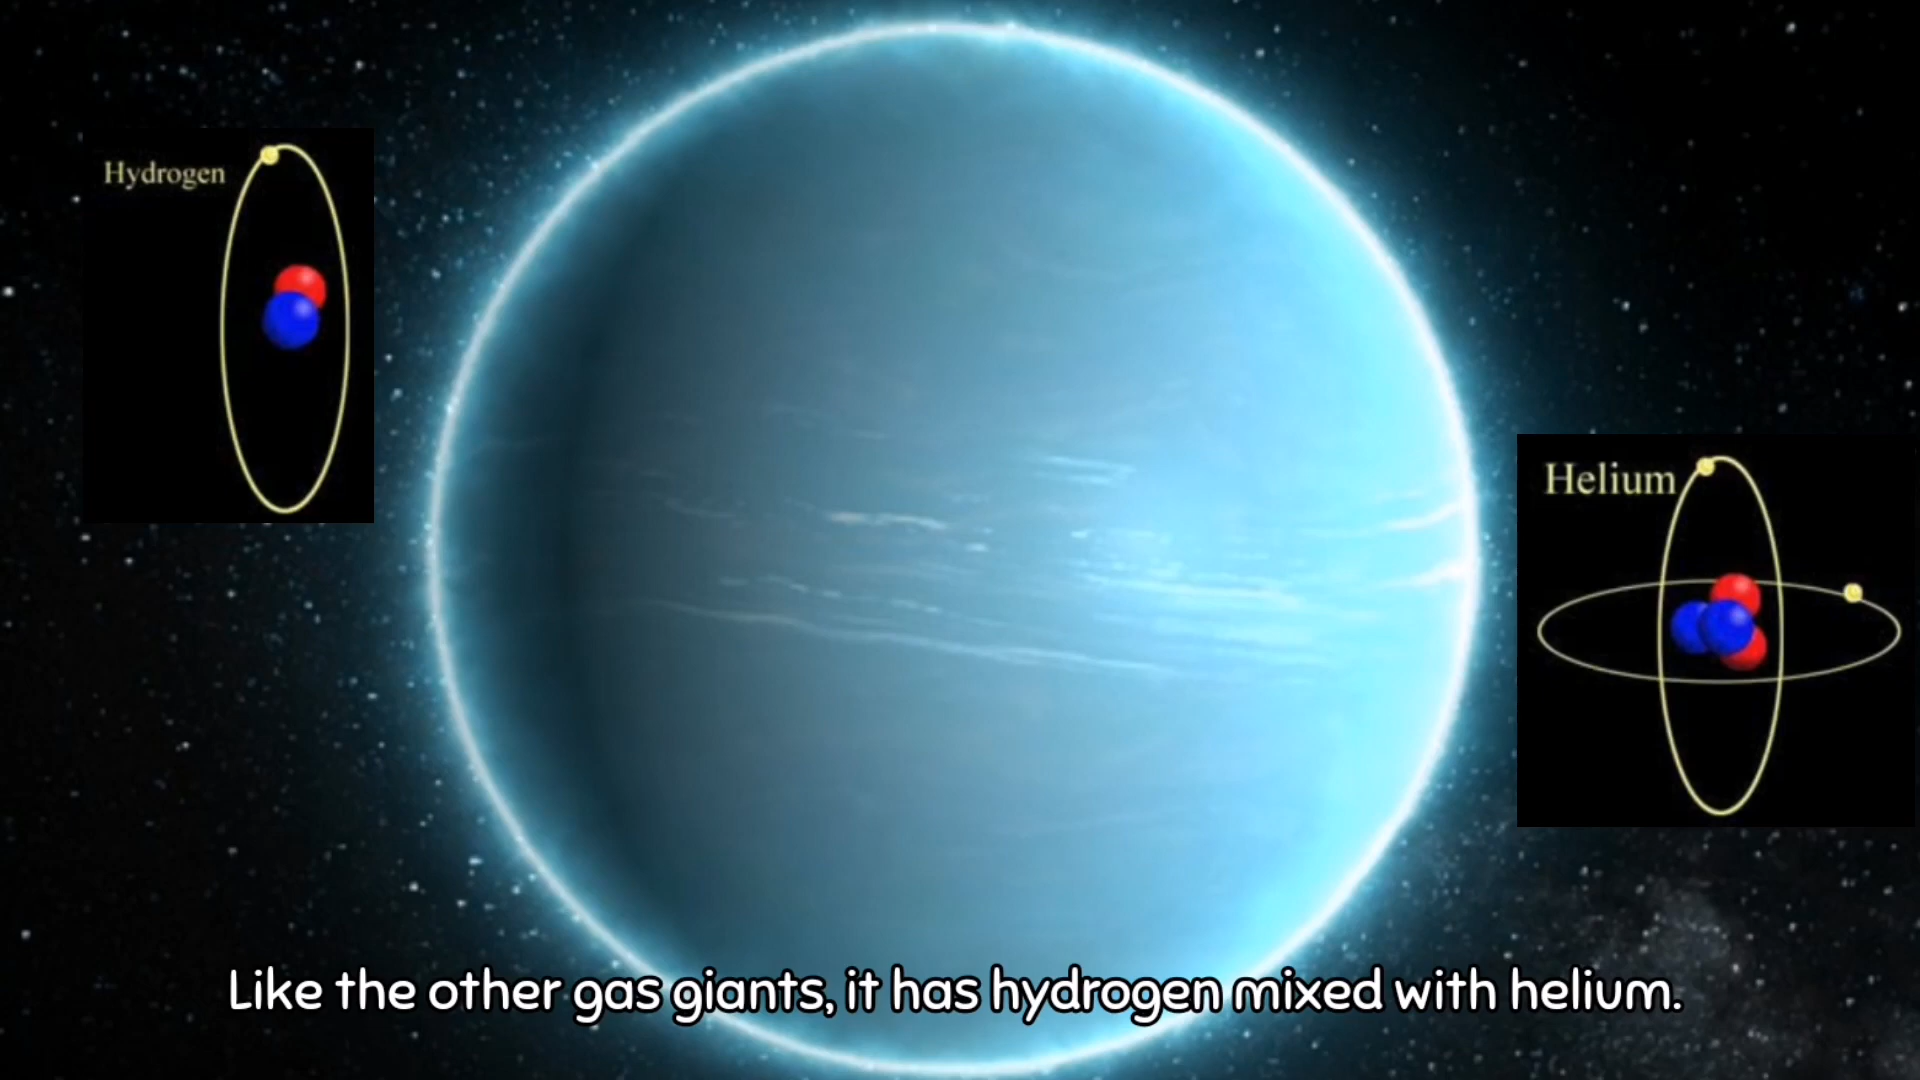 Hydrogen
Helium
Like the other gas giants, it has hydrogen mixed with helium.